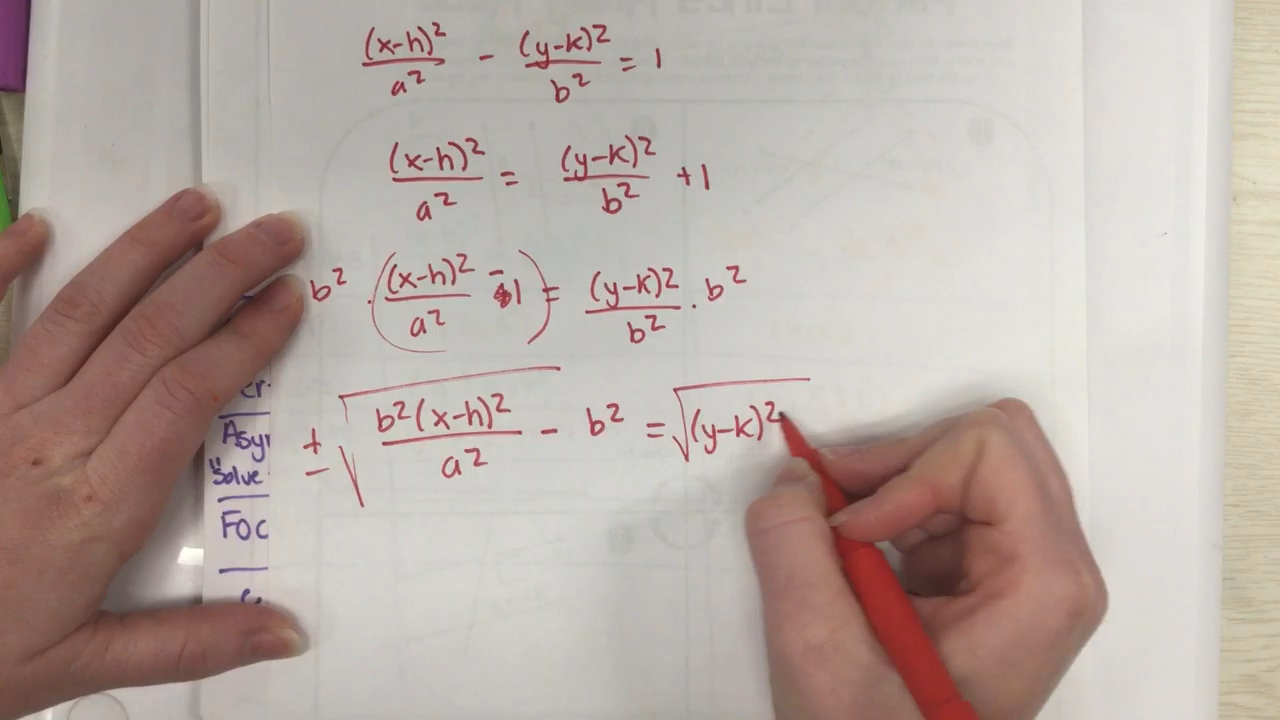 (x-h)²/a² - (y-k)²/b² = 1
(x-h)²/a² = (y-k)²/b² + 1
b² · ((x-h)²/a² - 1) = (y-k)²/b² · b²
± √(b²(x-h)²/a² - b²) = √(y-k)²
er-
Asy
"Solve
FOC